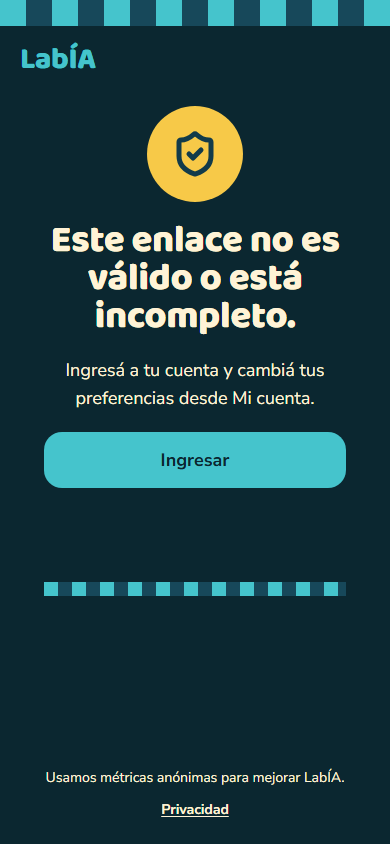 LabÍA
Este enlace no es
válido o está
incompleto.
Ingresá a tu cuenta y cambiá tus
preferencias desde Mi cuenta.
Ingresar
Usamos métricas anónimas para mejorar LabÍA.
Privacidad